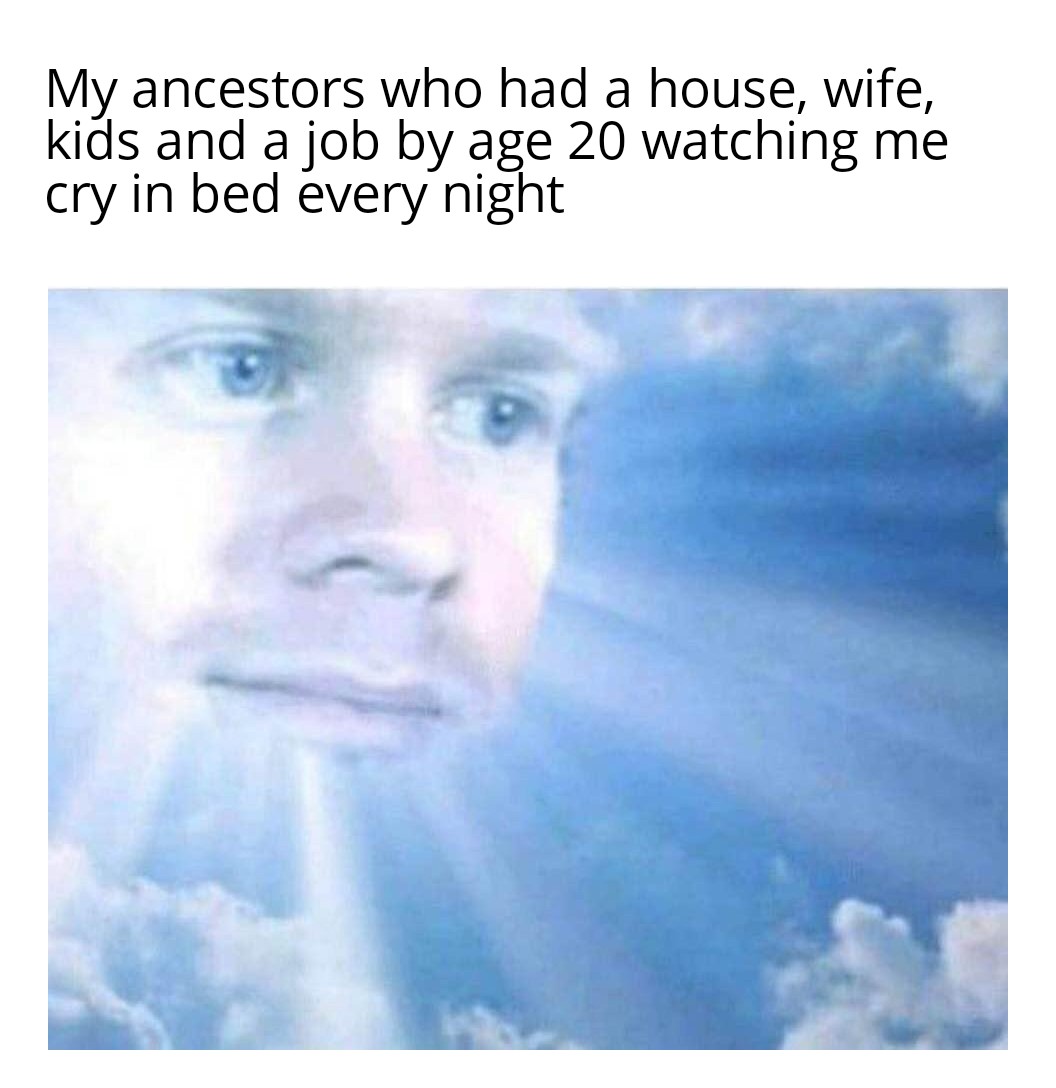 My ancestors who had a house, wife,
kids and a job by age 20 watching me
cry in bed every night